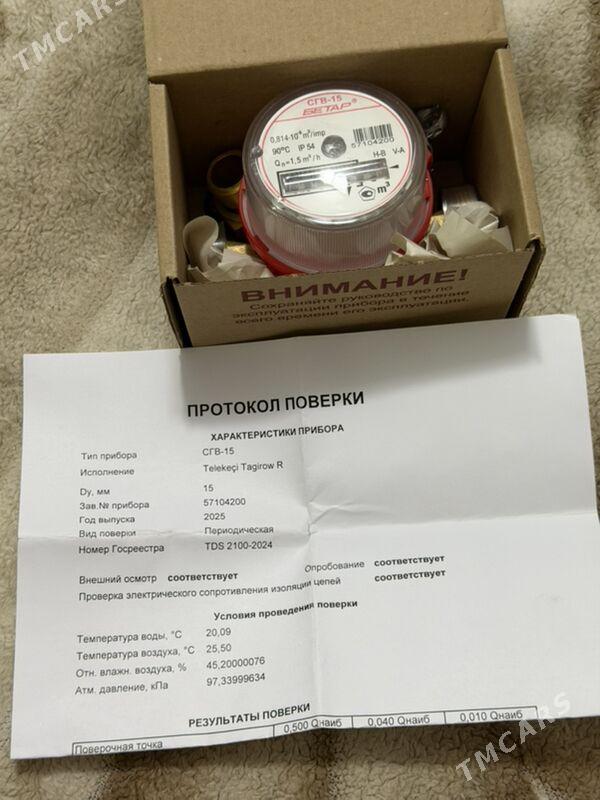 TMCARS
СГВ-15
БЕТАР®
0,814·10⁻⁴ m³/imp
90°C IP 54
57104200
Qn=1,5 m³/h
H-B V-A
m³
ВНИМАНИЕ!
Сохраняйте руководство по
эксплуатации прибора в течение
всего времени его эксплуатации.
ПРОТОКОЛ ПОВЕРКИ
ХАРАКТЕРИСТИКИ ПРИБОРА
Тип прибора СГВ-15
Исполнение Telekeçi Tagirow R
Dy, мм 15
Зав.№ прибора 57104200
Год выпуска 2025
Вид поверки Периодическая
Номер Госреестра TDS 2100-2024
Внешний осмотр соответствует Опробование соответствует
Проверка электрического сопротивления изоляции цепей соответствует
Условия проведения поверки
Температура воды, °C 20,09
Температура воздуха, °C 25,50
Отн. влажн. воздуха, % 45,20000076
Атм. давление, кПа 97,33999634
РЕЗУЛЬТАТЫ ПОВЕРКИ
Поверочная точка 0,500 Qнаиб 0,040 Qнаиб 0,010 Qнаиб
TMCARS